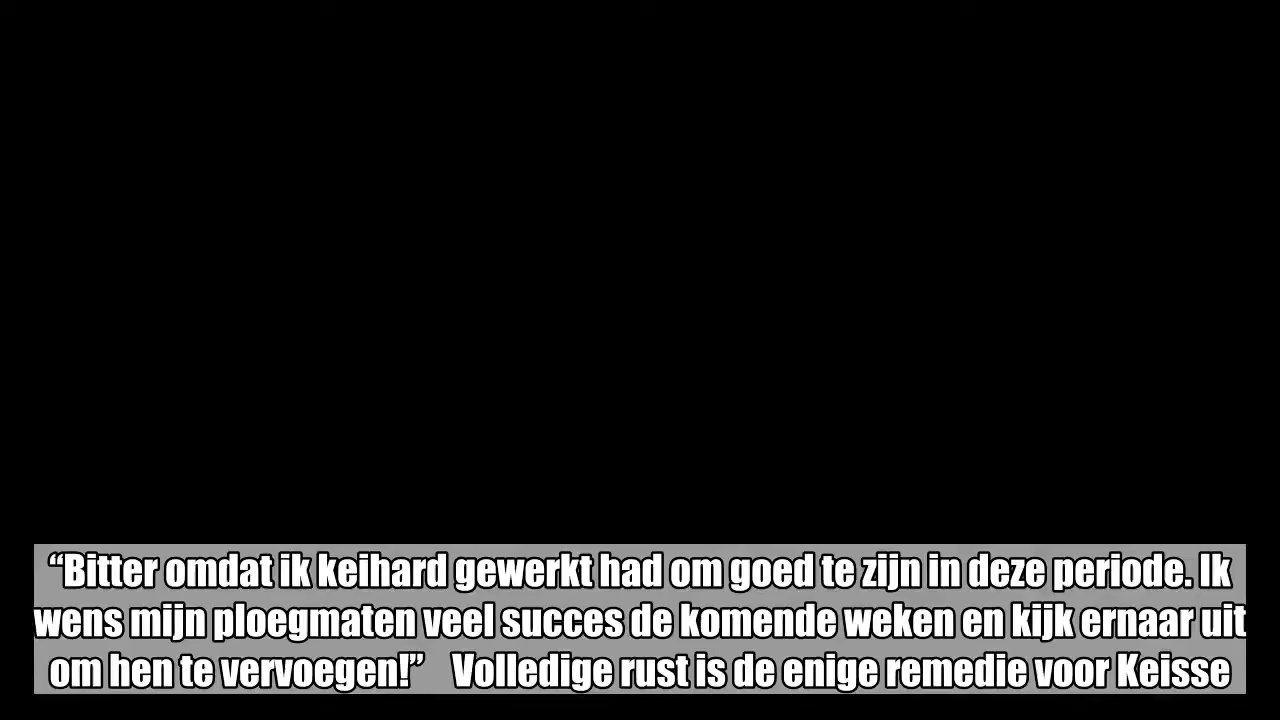 “Bitter omdat ik keihard gewerkt had om goed te zijn in deze periode. Ik
wens mijn ploegmaten veel succes de komende weken en kijk ernaar uit
om hen te vervoegen!” Volledige rust is de enige remedie voor Keisse